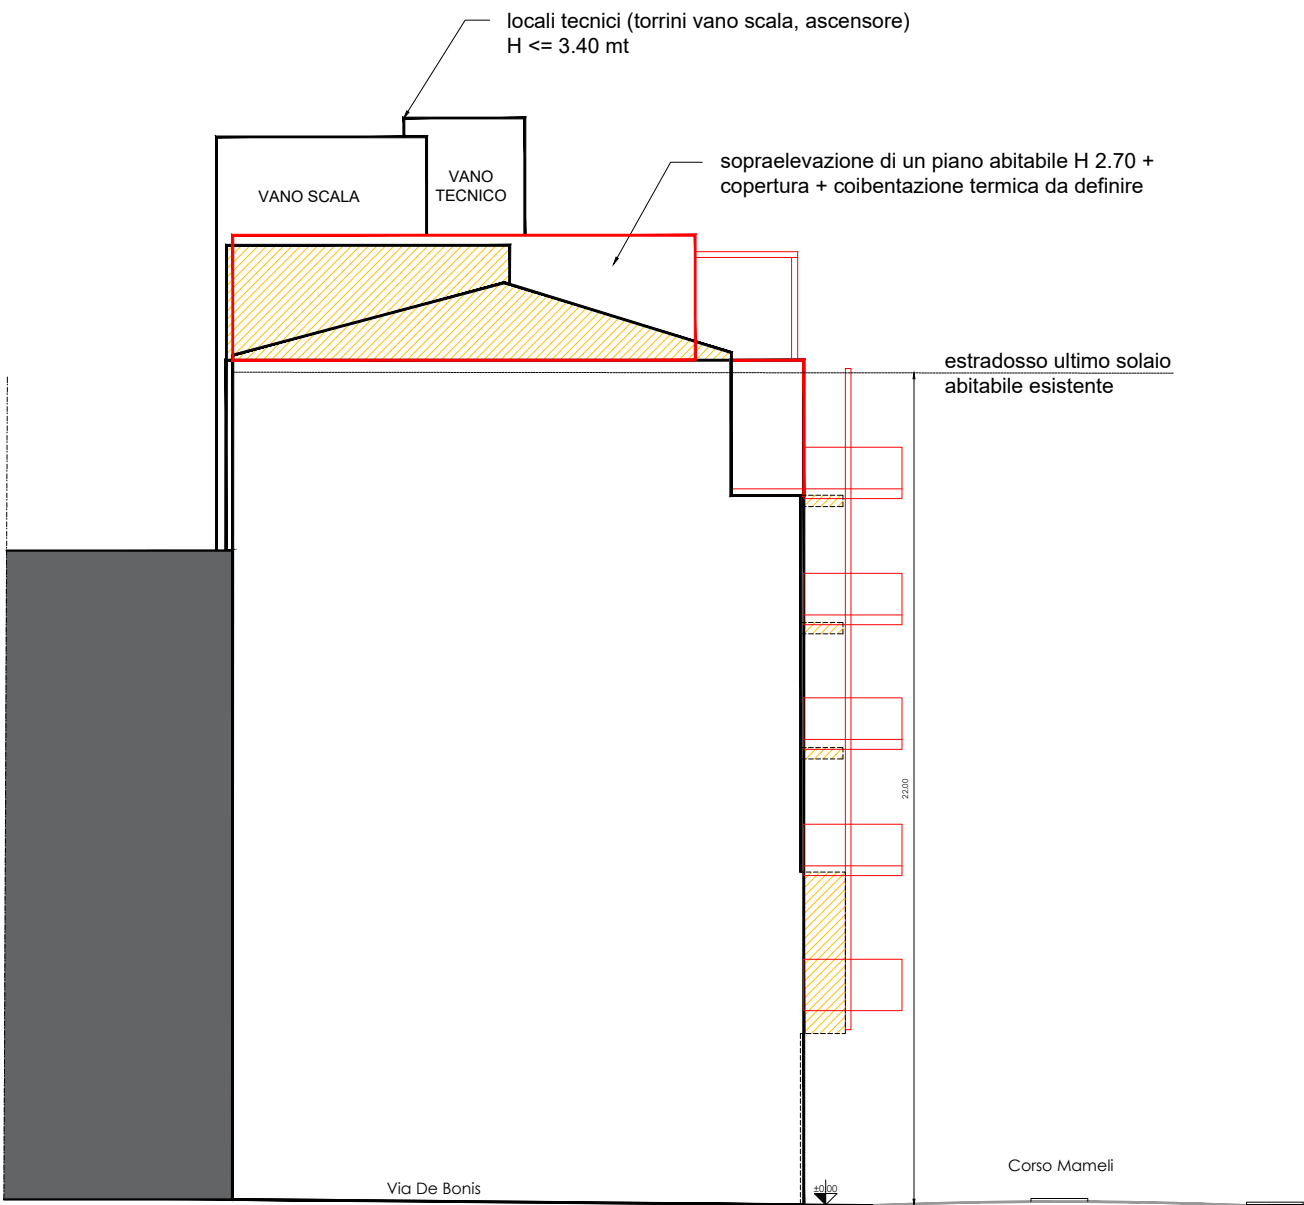 locali tecnici (torrini vano scala, ascensore)
H <= 3.40 mt
sopraelevazione di un piano abitabile H 2.70 +
copertura + coibentazione termica da definire
VANO SCALA
VANO
TECNICO
estradosso ultimo solaio
abitabile esistente
22.00
Corso Mameli
Via De Bonis
±0.00